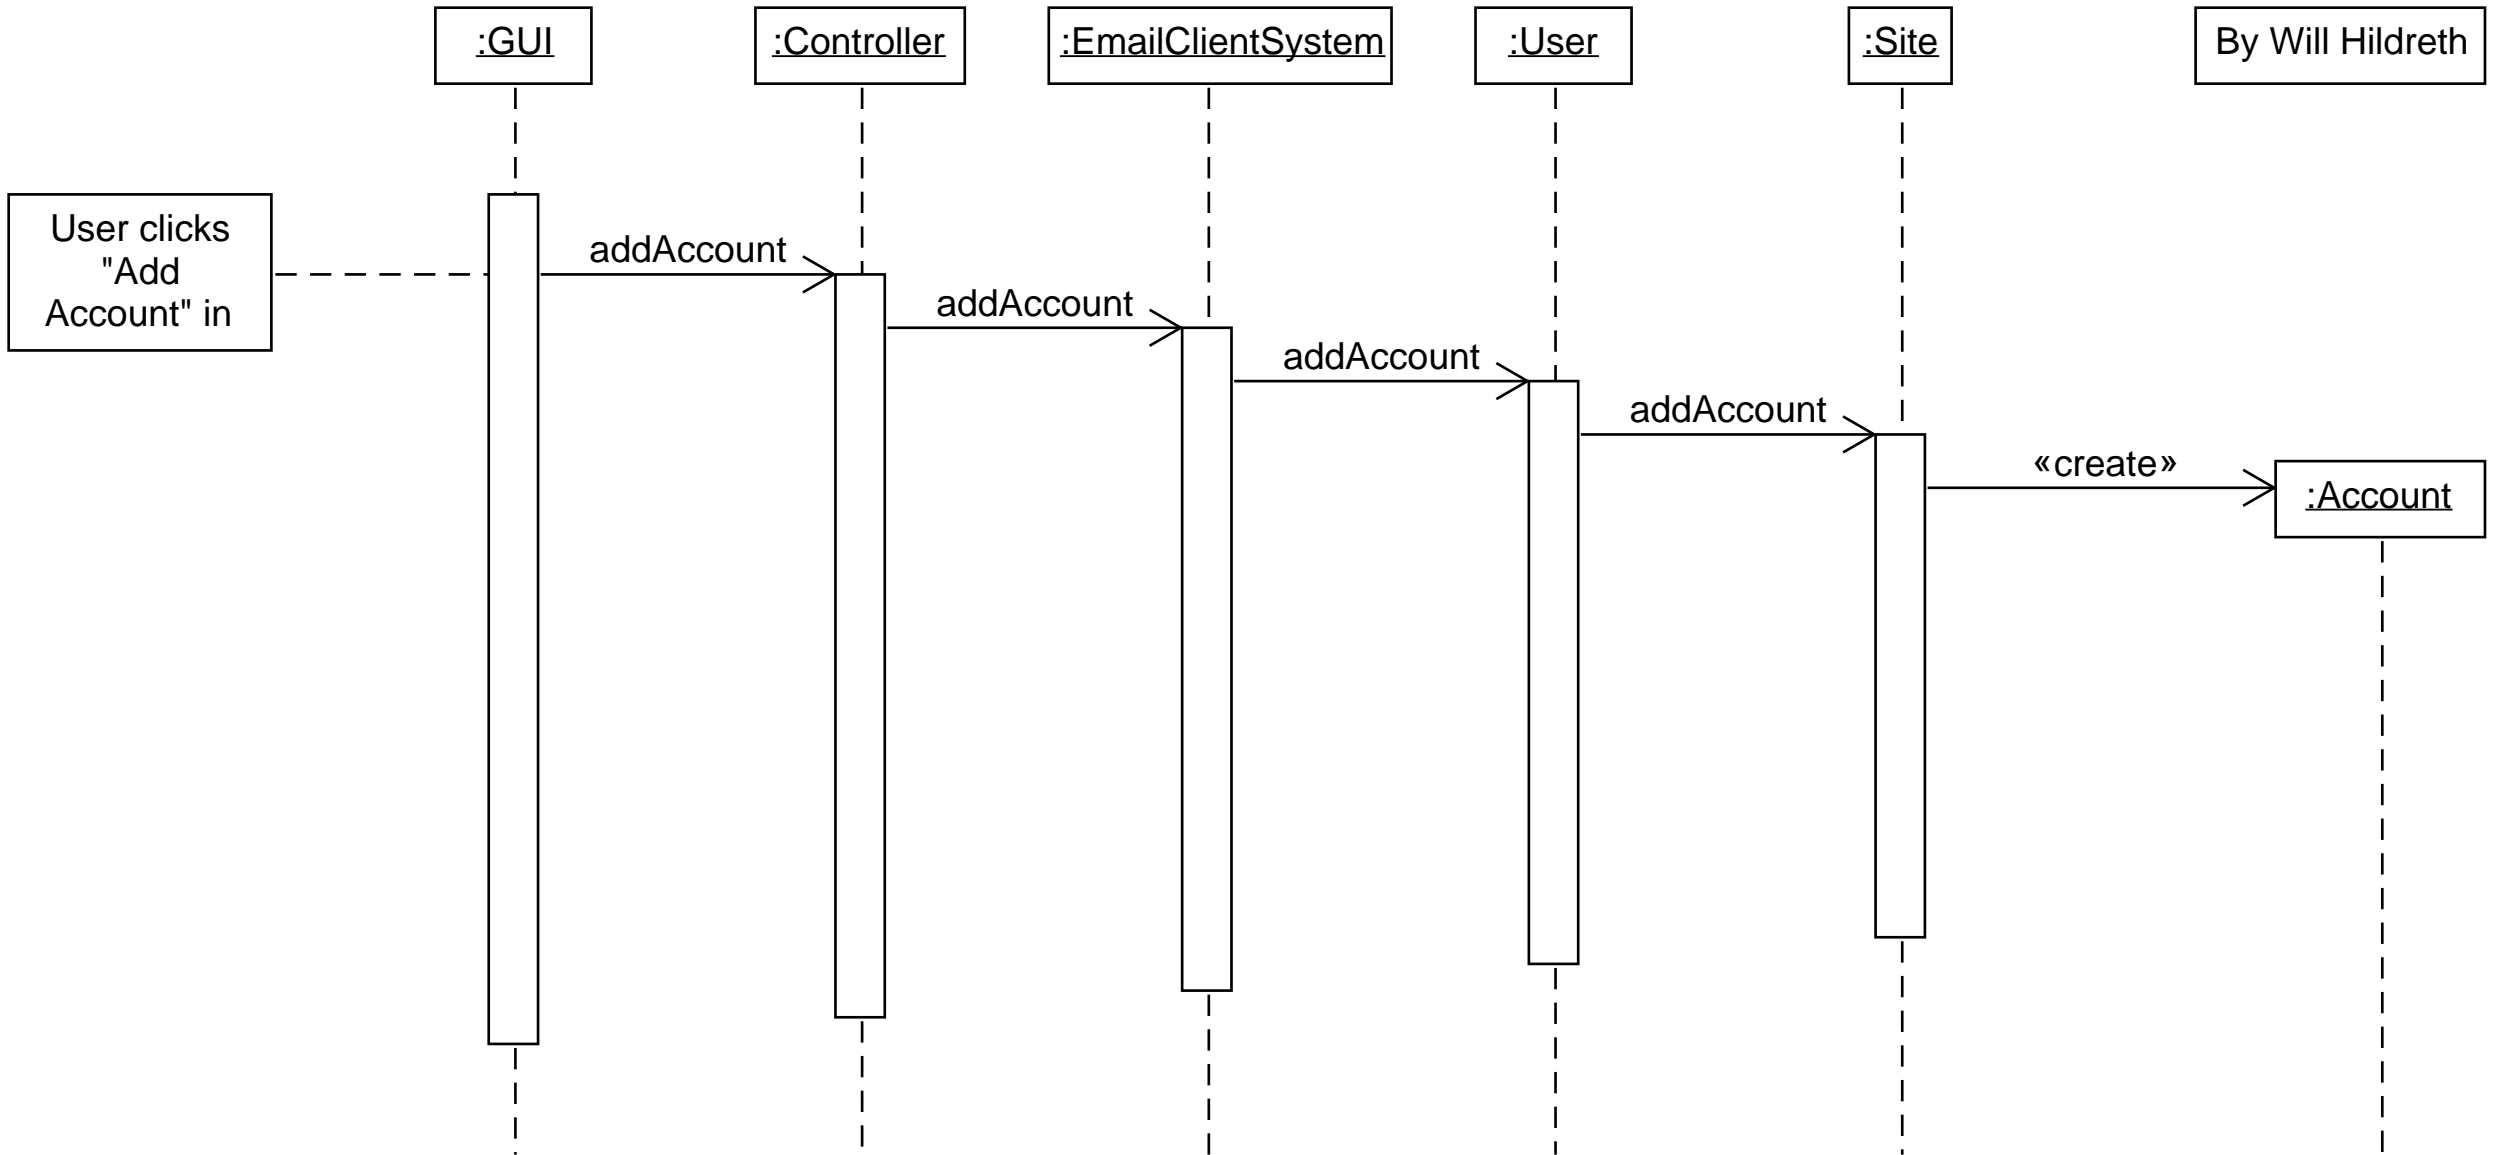 :GUI
:Controller
:EmailClientSystem
:User
:Site
By Will Hildreth
User clicks
"Add
Account" in
addAccount
addAccount
addAccount
addAccount
«create»
:Account